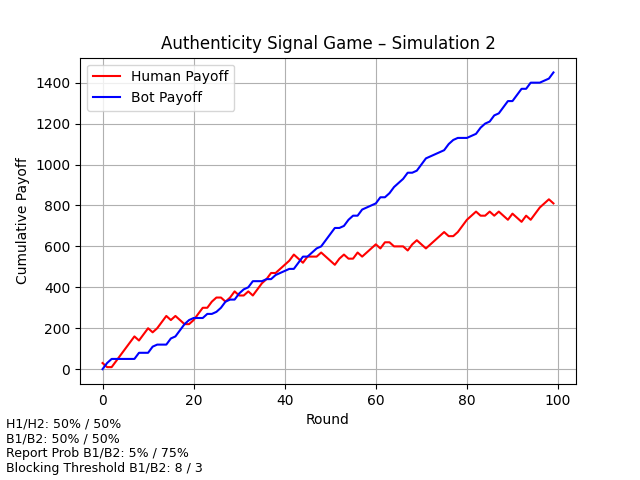 Authenticity Signal Game – Simulation 2
Human Payoff
Bot Payoff
Cumulative Payoff
1400
1200
1000
800
600
400
200
0
0 20 40 60 80 100
Round
H1/H2: 50% / 50%
B1/B2: 50% / 50%
Report Prob B1/B2: 5% / 75%
Blocking Threshold B1/B2: 8 / 3